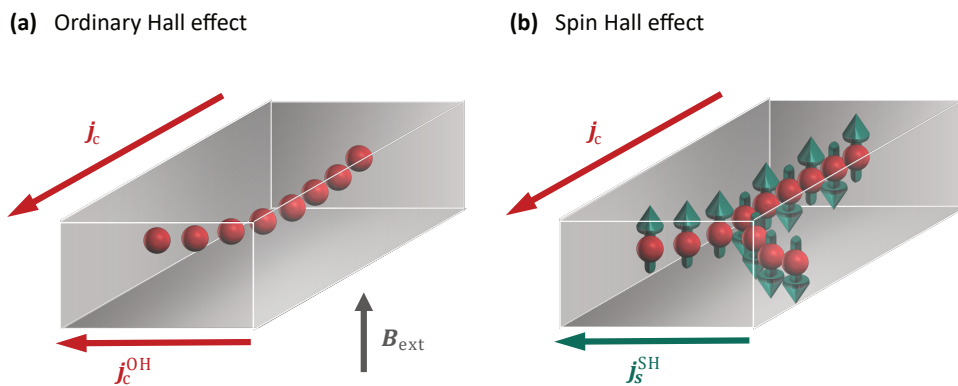 (a) Ordinary Hall effect
(b) Spin Hall effect
j_c
j_c
B_ext
j_c^OH
j_s^SH